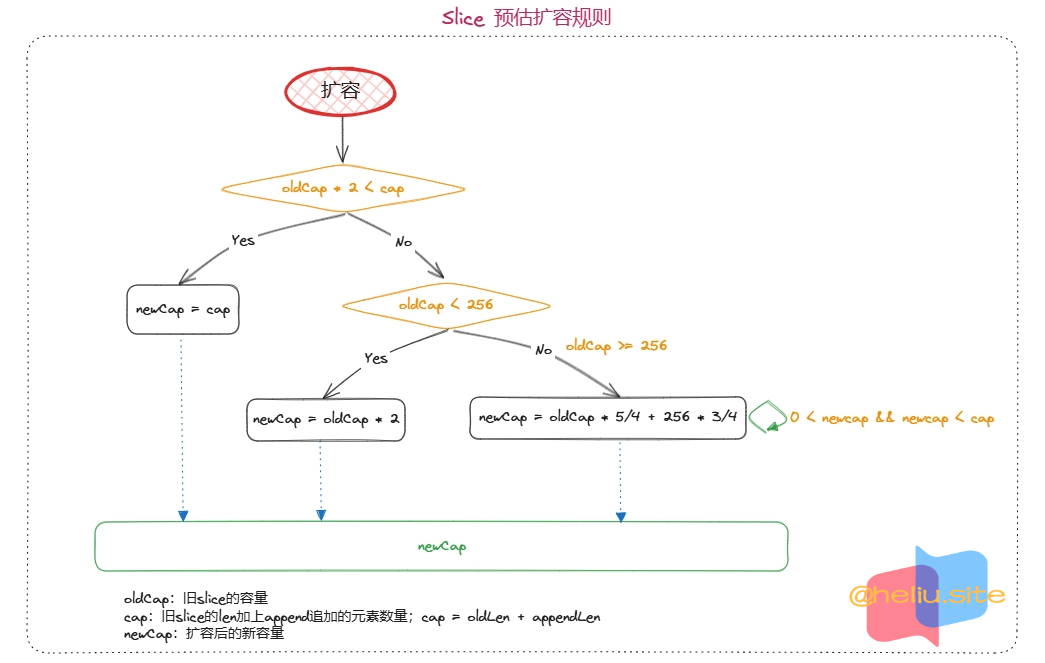 Slice 预估扩容规则
扩容
oldCap * 2 < cap
Yes
No
newCap = cap
oldCap < 256
Yes
No
oldCap >= 256
newCap = oldCap * 2
newCap = oldCap * 5/4 + 256 * 3/4
0 < newcap && newcap < cap
newCap
oldCap：旧slice的容量
cap：旧slice的len加上append追加的元素数量；cap = oldLen + appendLen
newCap：扩容后的新容量
@heliu.site